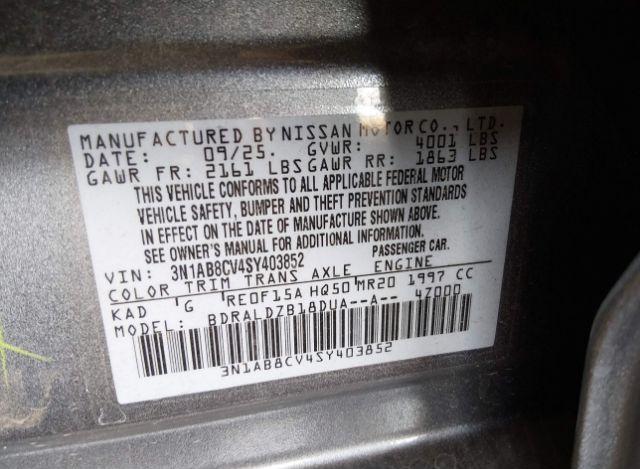 MANUFACTURED BY NISSAN MOTOR CO., LTD.
DATE: 09/25. GVWR: 4001 LBS
GAWR FR: 2161 LBS GAWR RR: 1863 LBS
THIS VEHICLE CONFORMS TO ALL APPLICABLE FEDERAL MOTOR
VEHICLE SAFETY, BUMPER AND THEFT PREVENTION STANDARDS
IN EFFECT ON THE DATE OF MANUFACTURE SHOWN ABOVE.
SEE OWNER'S MANUAL FOR ADDITIONAL INFORMATION.
VIN: 3N1AB8CV4SY403852 PASSENGER CAR.
COLOR TRIM TRANS AXLE ENGINE
KAD G RE0F15A HQ50 MR20 1997 CC
MODEL: BDRALDZB18DUA--A-- 4Z000
3N1AB8CV4SY403852